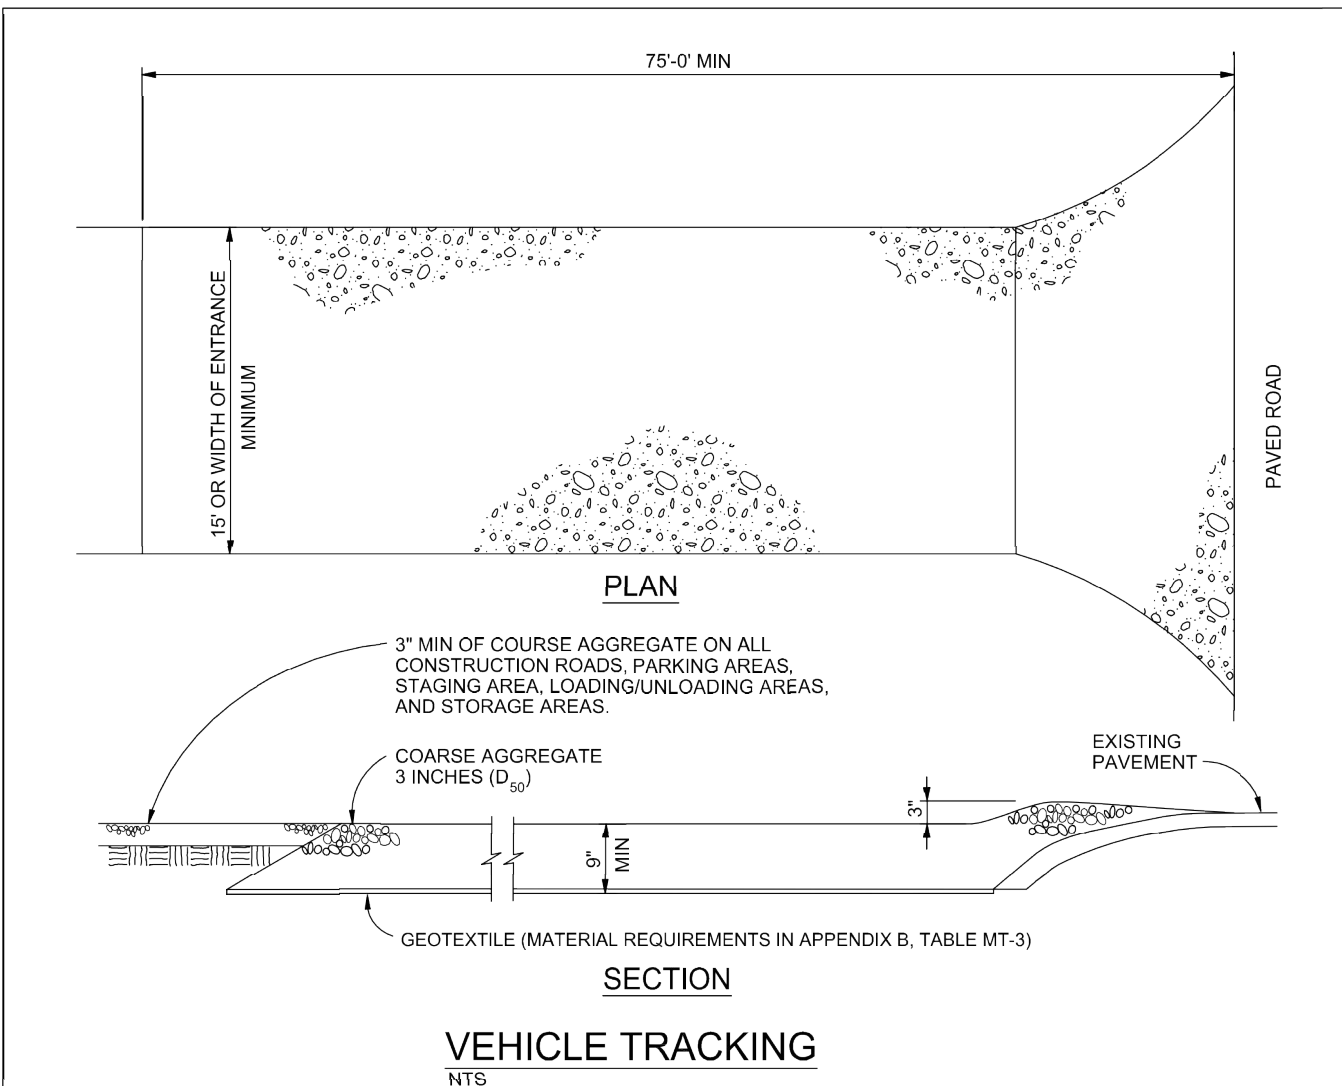 75'-0' MIN
15' OR WIDTH OF ENTRANCE
MINIMUM
PAVED ROAD
PLAN
3" MIN OF COURSE AGGREGATE ON ALL
CONSTRUCTION ROADS, PARKING AREAS,
STAGING AREA, LOADING/UNLOADING AREAS,
AND STORAGE AREAS.
COARSE AGGREGATE
3 INCHES (D50)
EXISTING
PAVEMENT
3"
9"
MIN
GEOTEXTILE (MATERIAL REQUIREMENTS IN APPENDIX B, TABLE MT-3)
SECTION
VEHICLE TRACKING
NTS